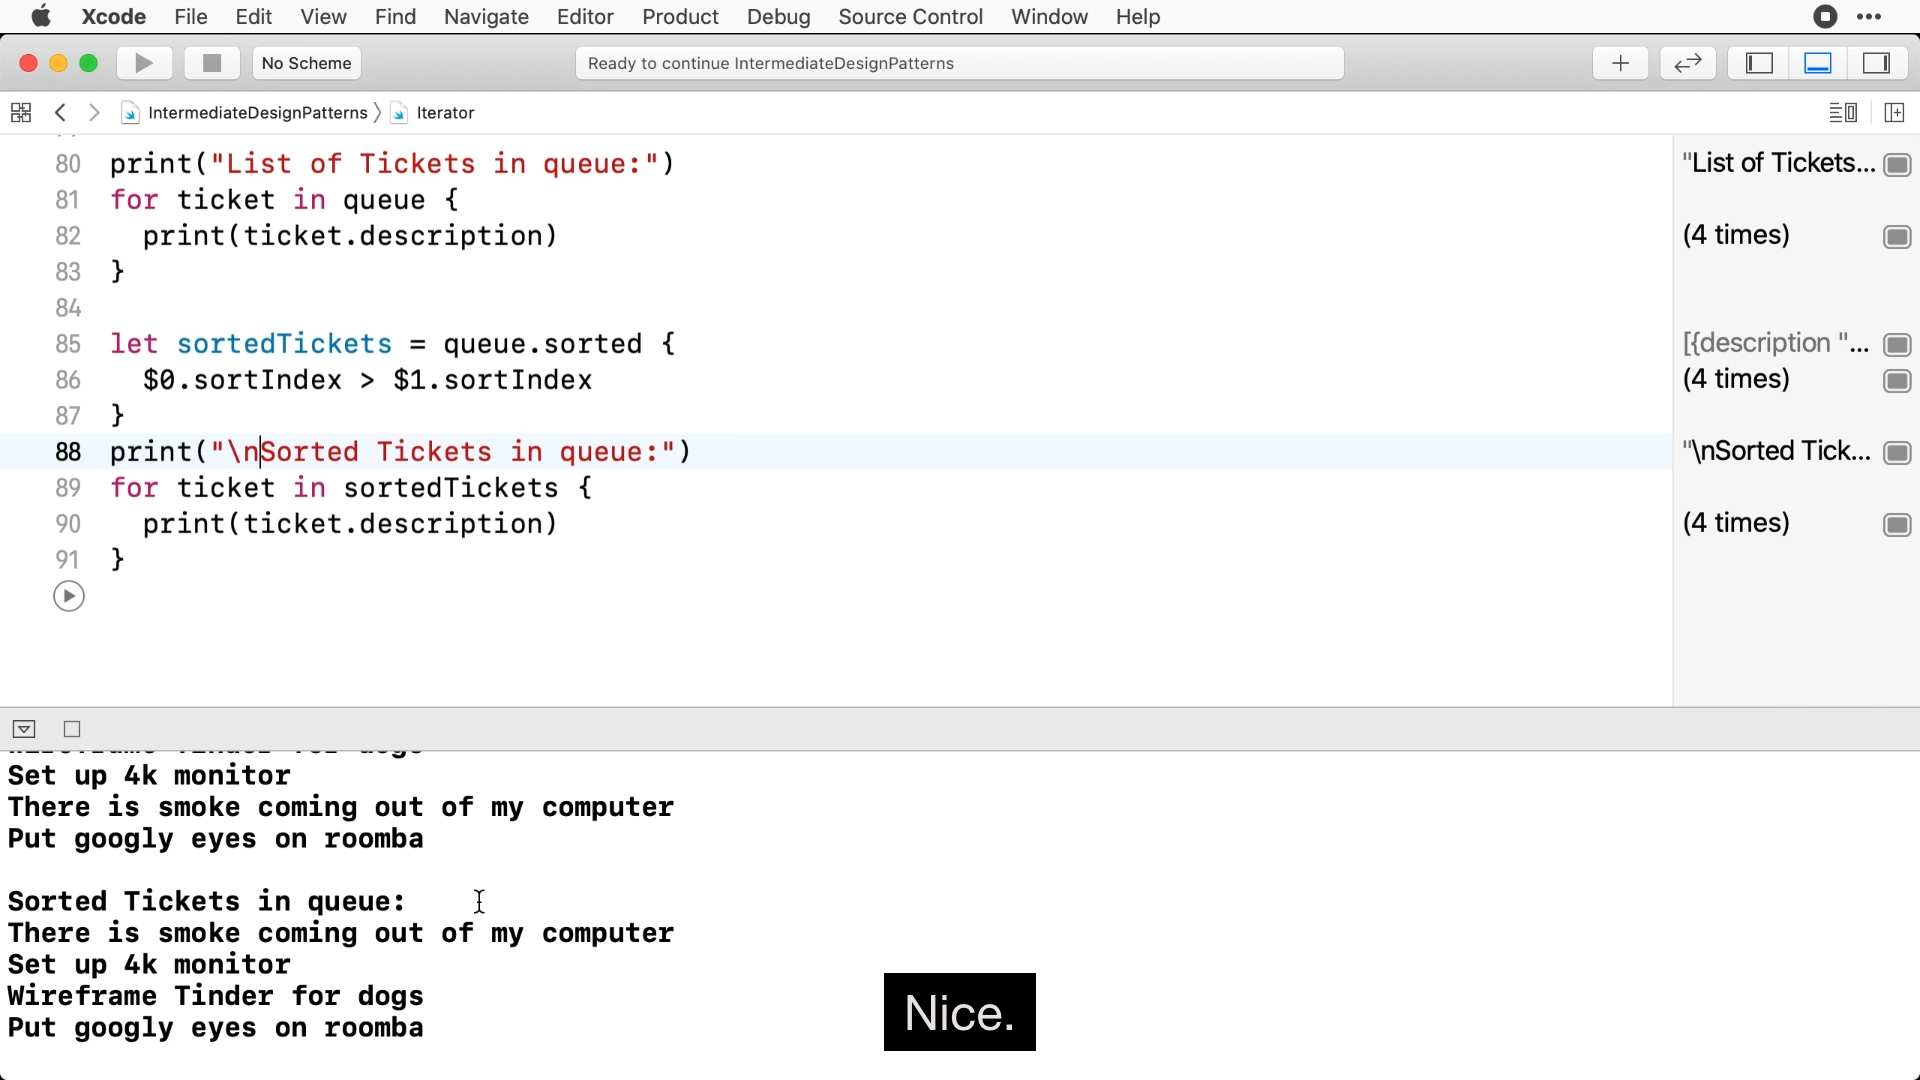 Xcode File Edit View Find Navigate Editor Product Debug Source Control Window Help
No Scheme
Ready to continue IntermediateDesignPatterns
IntermediateDesignPatterns
Iterator
80 print("List of Tickets in queue:")
"List of Tickets...
81 for ticket in queue {
82 print(ticket.description)
(4 times)
83 }
84
85 let sortedTickets = queue.sorted {
[{description "...
86 $0.sortIndex > $1.sortIndex
(4 times)
87 }
88 print("\nSorted Tickets in queue:")
"\nSorted Tick...
89 for ticket in sortedTickets {
90 print(ticket.description)
(4 times)
91 }
Set up 4k monitor
There is smoke coming out of my computer
Put googly eyes on roomba
Sorted Tickets in queue:
There is smoke coming out of my computer
Set up 4k monitor
Wireframe Tinder for dogs
Put googly eyes on roomba
Nice.